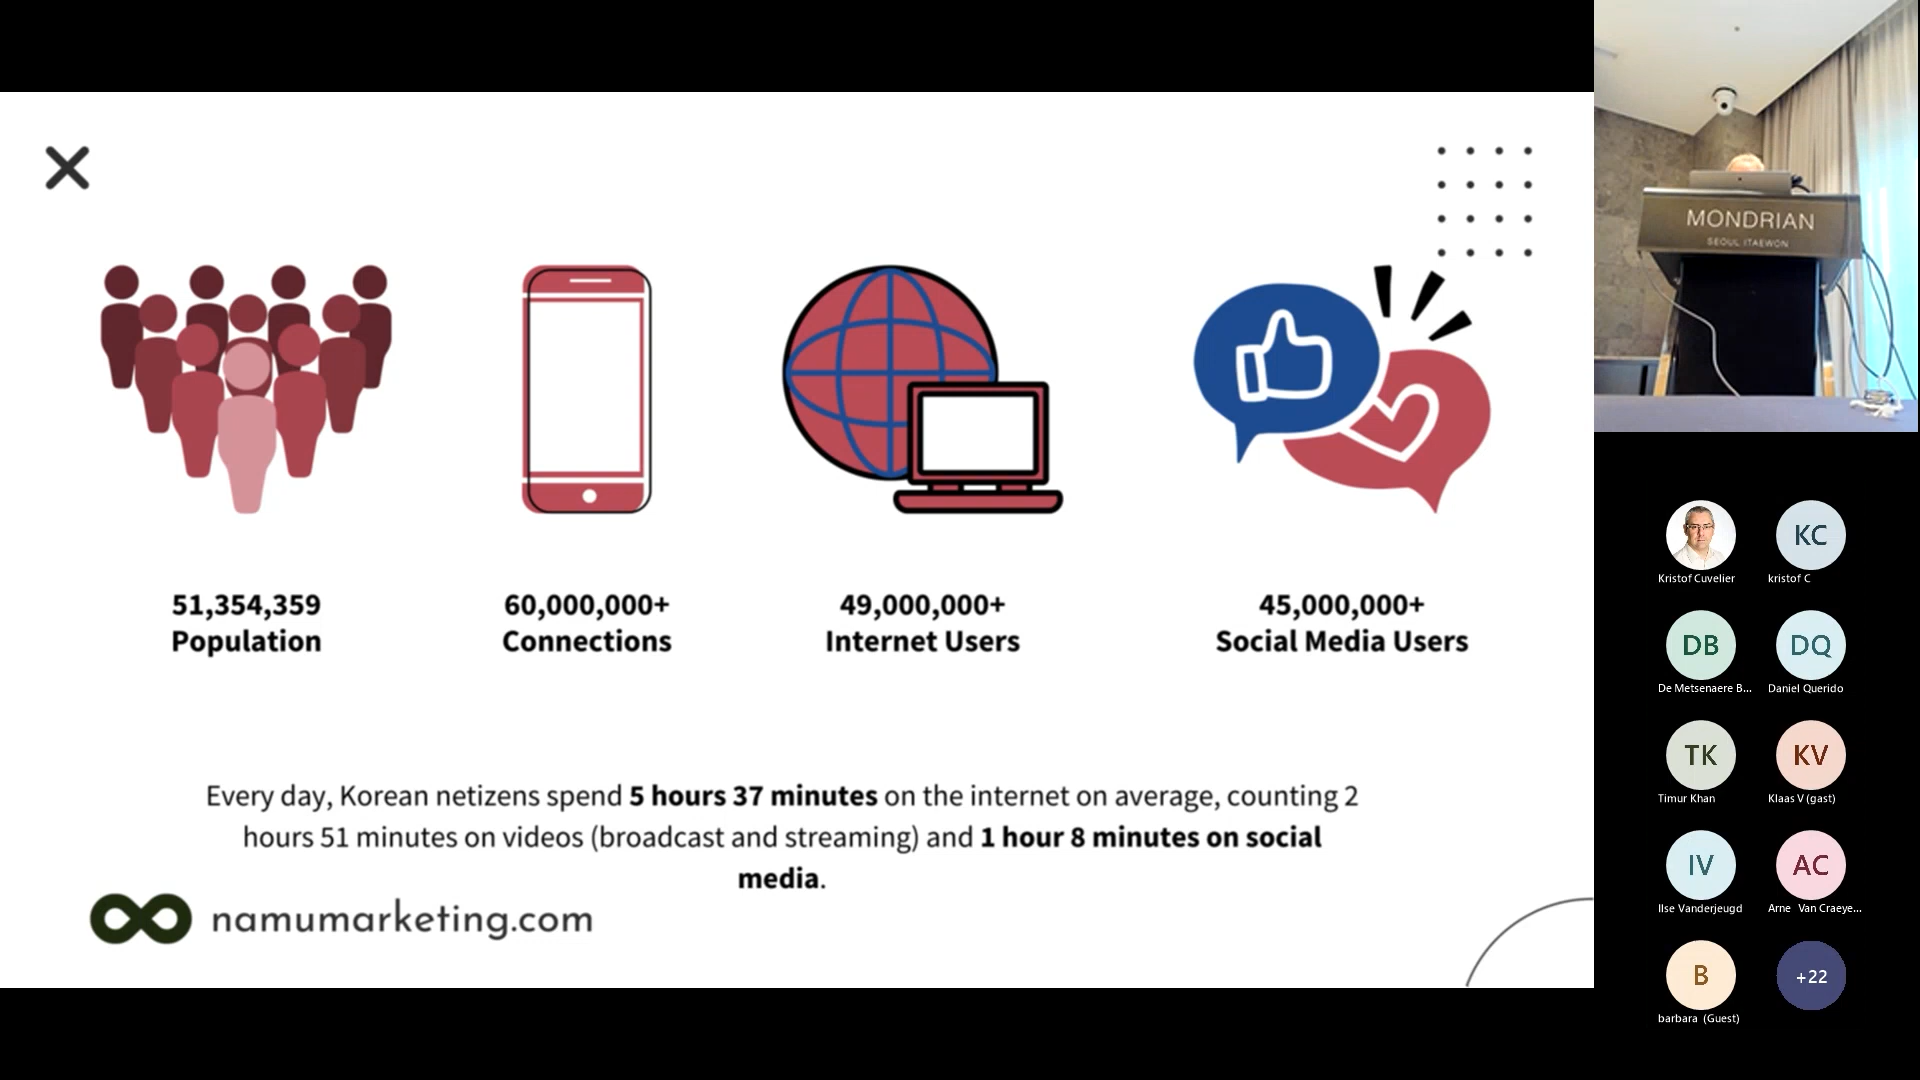 51,354,359
Population
60,000,000+
Connections
49,000,000+
Internet Users
45,000,000+
Social Media Users
Every day, Korean netizens spend 5 hours 37 minutes on the internet on average, counting 2
hours 51 minutes on videos (broadcast and streaming) and 1 hour 8 minutes on social
media.
namumarketing.com
MONDRIAN
SEOUL ITAEWON
Kristof Cuvelier
KC
kristof C
DB
De Metsenaere B...
DQ
Daniel Querido
TK
Timur Khan
KV
Klaas V (gast)
IV
Ilse Vanderjeugd
AC
Arne Van Craeye...
B
barbara (Guest)
+22